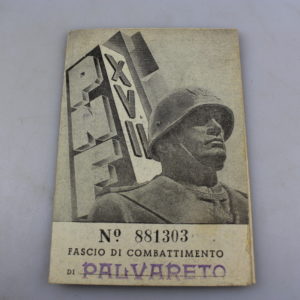 PNF
XVII
Nº 881303
FASCIO DI COMBATTIMENTO
DI PALVARETO